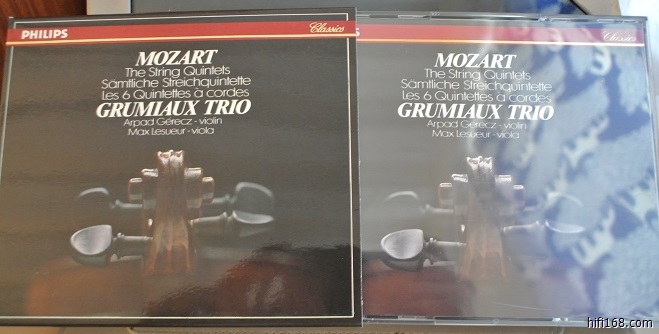 PHILIPS
Classics
MOZART
The String Quintets
Sämtliche Streichquintette
Les 6 Quintettes à cordes
GRUMIAUX TRIO
Arpad Gérecz - violin
Max Lesueur - viola
Classics
MOZART
The String Quintets
Sämtliche Streichquintette
Les 6 Quintettes à cordes
GRUMIAUX TRIO
Arpad Gérecz - violin
Max Lesueur - viola
hifi168.com